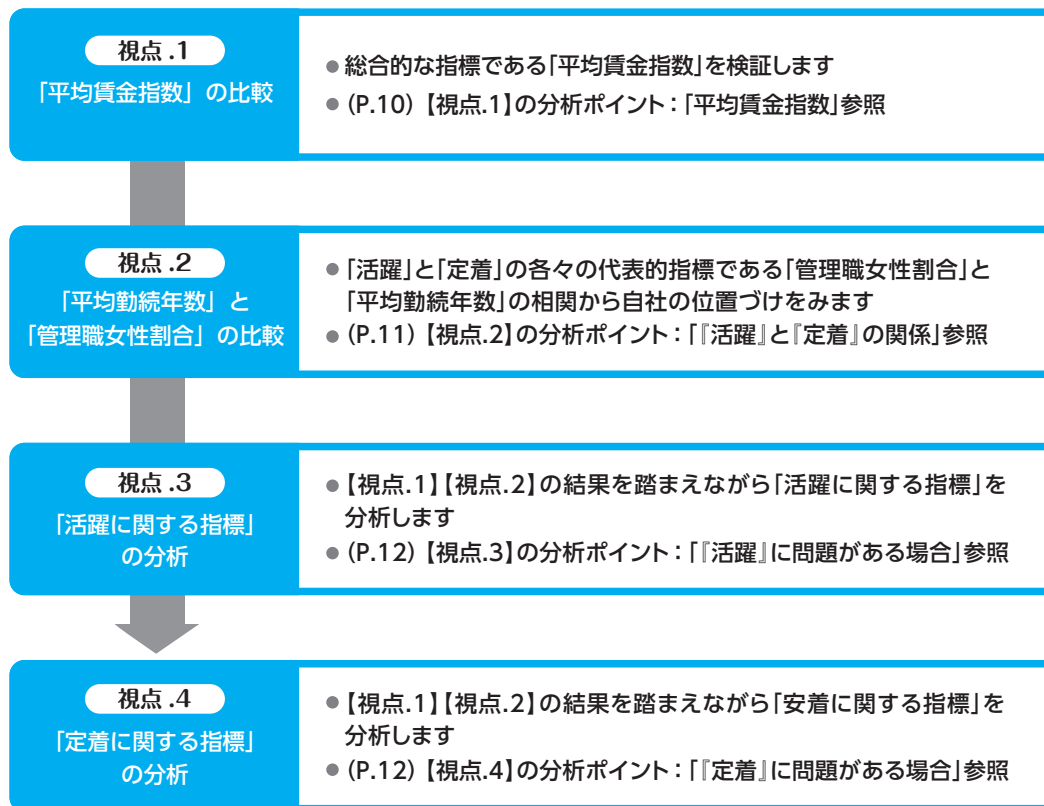 視点.1
「平均賃金指数」の比較
●総合的な指標である「平均賃金指数」を検証します
●(P.10)【視点.1】の分析ポイント：「平均賃金指数」参照
視点.2
「平均勤続年数」と
「管理職女性割合」の比較
●「活躍」と「定着」の各々の代表的指標である「管理職女性割合」と
「平均勤続年数」の相関から自社の位置づけをみます
●(P.11)【視点.2】の分析ポイント：「『活躍』と『定着』の関係」参照
視点.3
「活躍に関する指標」
の分析
●【視点.1】【視点.2】の結果を踏まえながら「活躍に関する指標」を
分析します
●(P.12)【視点.3】の分析ポイント：「『活躍』に問題がある場合」参照
視点.4
「定着に関する指標」
の分析
●【視点.1】【視点.2】の結果を踏まえながら「安着に関する指標」を
分析します
●(P.12)【視点.4】の分析ポイント：「『定着』に問題がある場合」参照